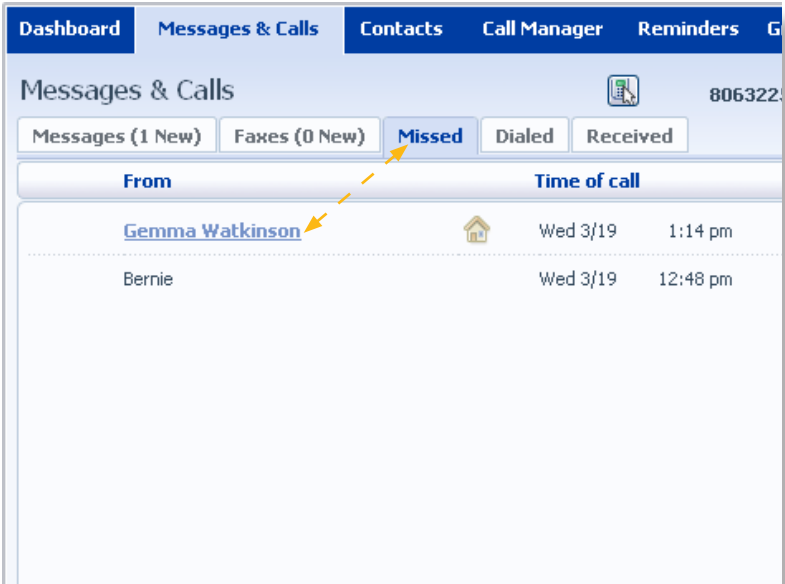 Dashboard Messages & Calls Contacts Call Manager Reminders
Messages & Calls 8063225
Messages (1 New) Faxes (0 New) Missed Dialed Received
From Time of call
Gemma Watkinson Wed 3/19 1:14 pm
Bernie Wed 3/19 12:48 pm